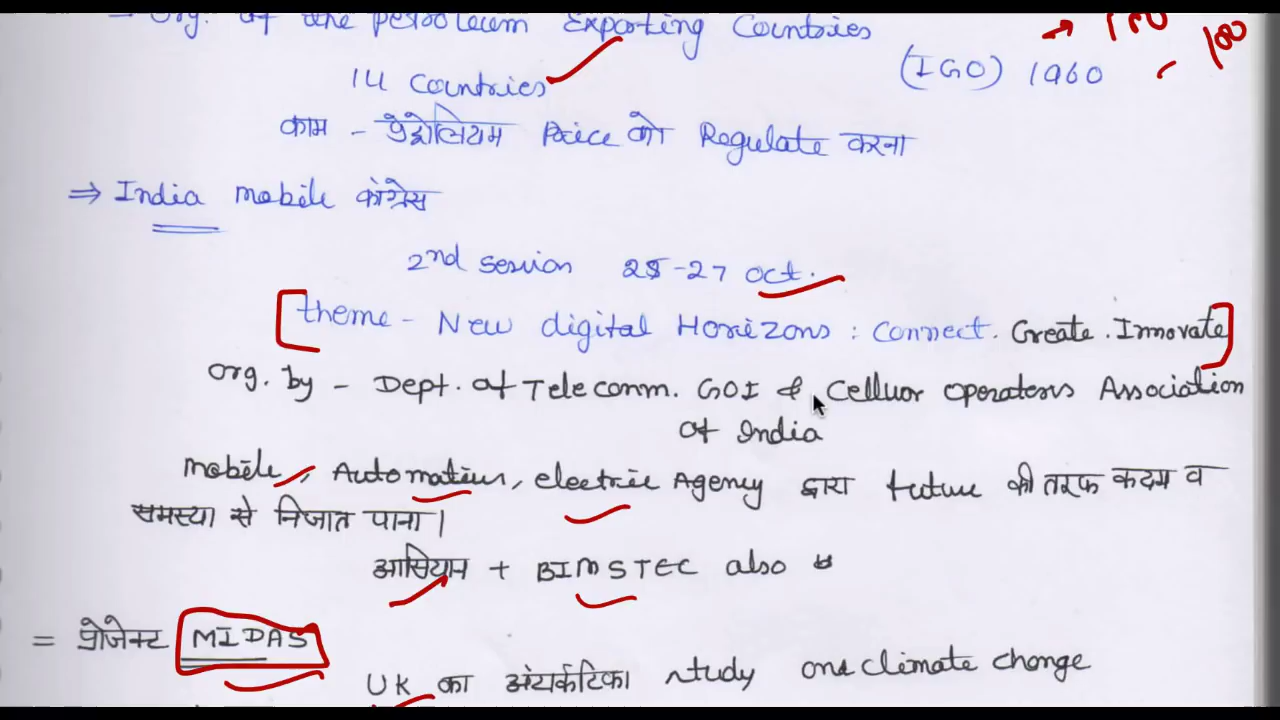 → Org. of the Petroleum Exporting Countries
(IGO) 1960
14 Countries
काम - पेट्रोलियम Price को Regulate करना
⇒ India mobile कांग्रेस
2nd session 25-27 oct.
theme - New digital Horizons : Connect. Create. Innovate
Org. by - Dept. of Telecomm. GOI & Celluor operators Association
of India
mobile, Automation, electric Agency द्वारा future की तरफ कदम व
समस्या से निजात पाना।
आसियान + BIMSTEC also
= प्रोजेक्ट MIDAS
UK का अंटार्कटिका study one climate change